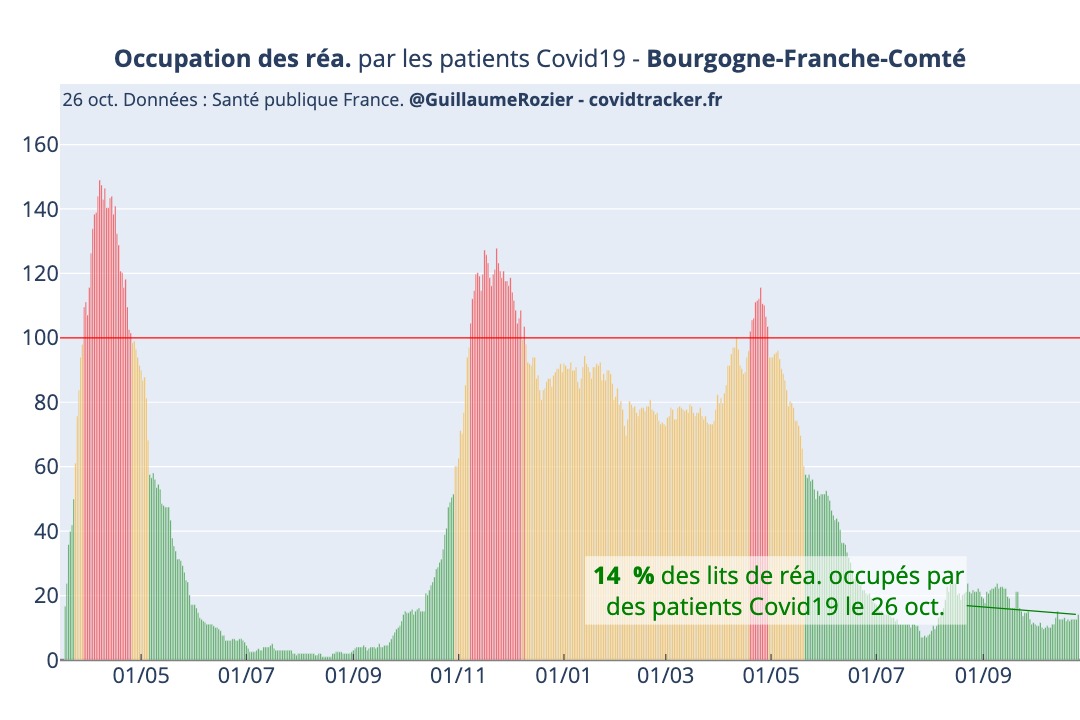 Occupation des réa. par les patients Covid19 - Bourgogne-Franche-Comté
26 oct. Données : Santé publique France. @GuillaumeRozier - covidtracker.fr
160
140
120
100
80
60
40
20
0
14 % des lits de réa. occupés par
des patients Covid19 le 26 oct.
01/05 01/07 01/09 01/11 01/01 01/03 01/05 01/07 01/09